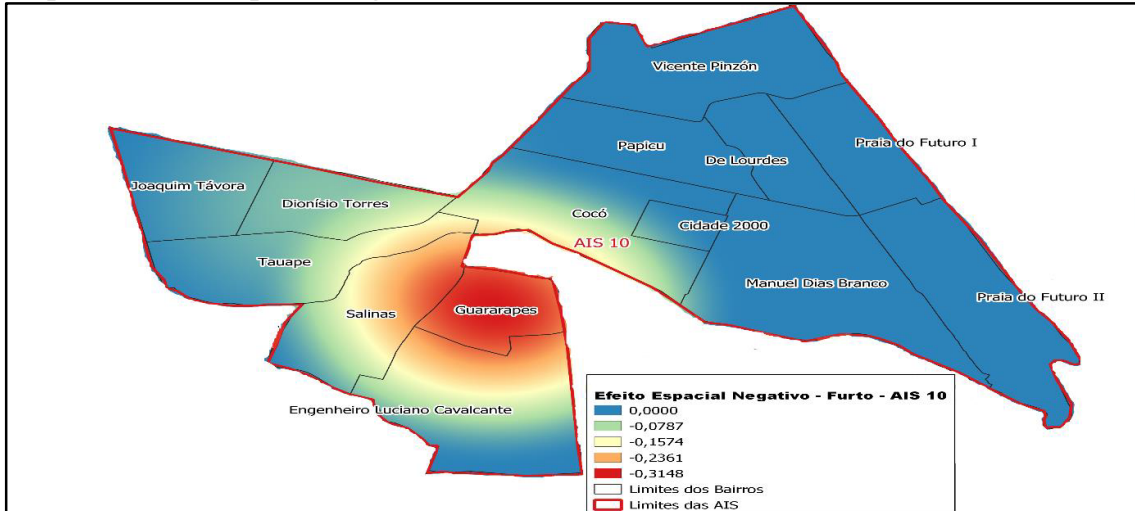 Vicente Pinzón
Papicu
De Lourdes
Praia do Futuro I
Joaquim Távora
Dionísio Torres
Cocó
Cidade 2000
AIS 10
Tauape
Manuel Dias Branco
Praia do Futuro II
Salinas
Guararapes
Engenheiro Luciano Cavalcante
Efeito Espacial Negativo - Furto - AIS 10
0,0000
-0,0787
-0,1574
-0,2361
-0,3148
Limites dos Bairros
Limites das AIS